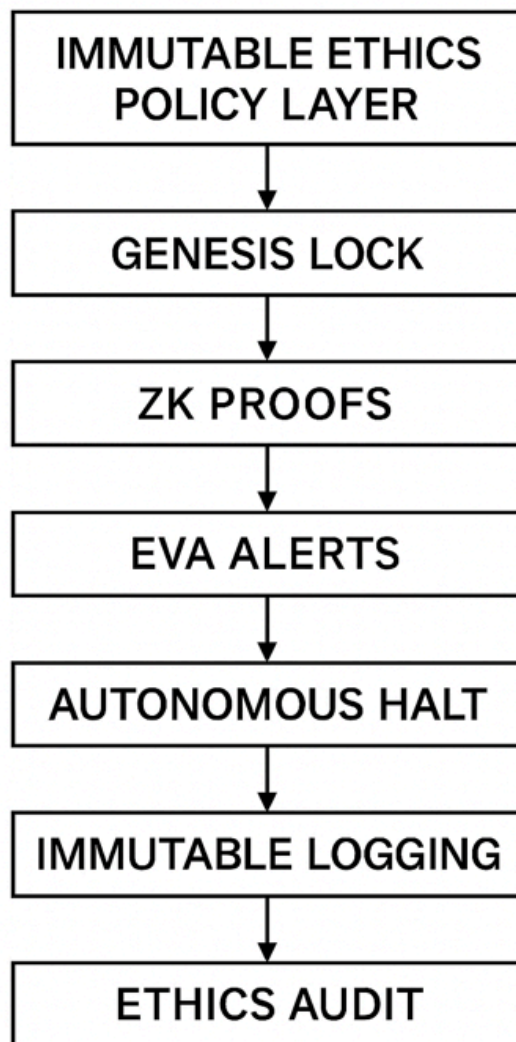 IMMUTABLE ETHICS
POLICY LAYER
GENESIS LOCK
ZK PROOFS
EVA ALERTS
AUTONOMOUS HALT
IMMUTABLE LOGGING
ETHICS AUDIT